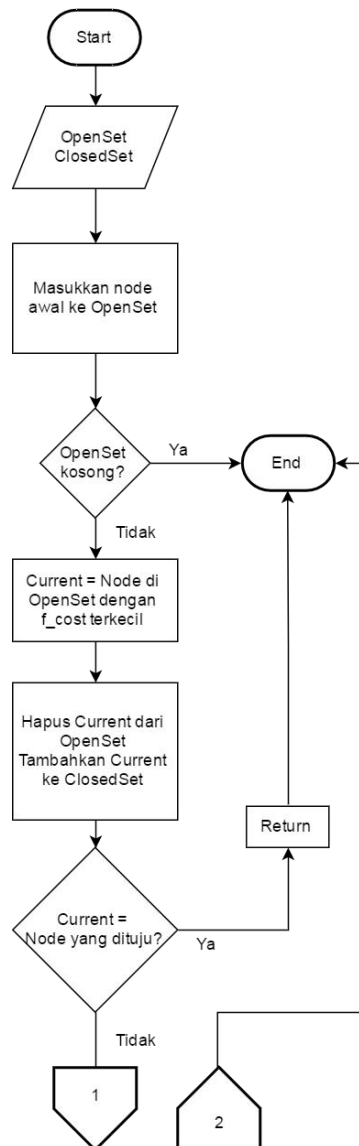 Start
OpenSet
ClosedSet
Masukkan node
awal ke OpenSet
OpenSet
kosong?
Ya
End
Tidak
Current = Node di
OpenSet dengan
f_cost terkecil
Hapus Current dari
OpenSet
Tambahkan Current
ke ClosedSet
Return
Current =
Node yang dituju?
Ya
Tidak
1
2